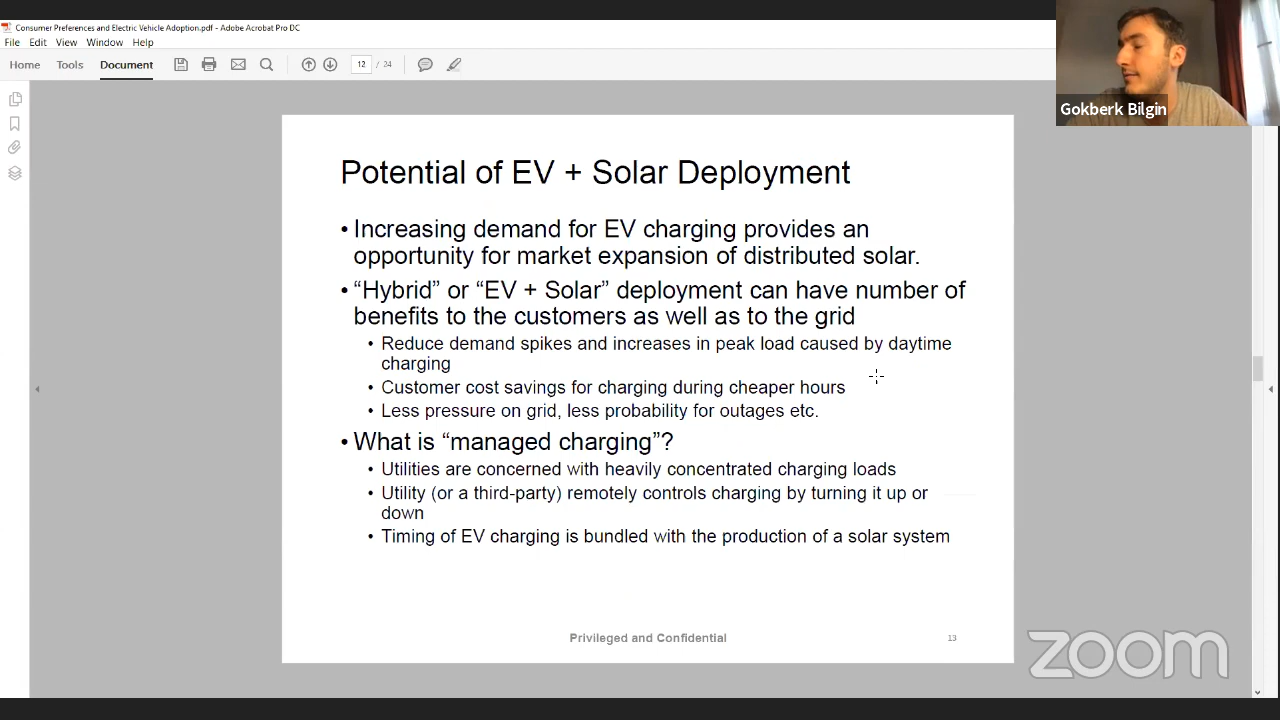 Consumer Preferences and Electric Vehicle Adoption.pdf - Adobe Acrobat Pro DC
File Edit View Window Help
Home Tools Document 12 / 24
Gokberk Bilgin
Potential of EV + Solar Deployment
• Increasing demand for EV charging provides an
opportunity for market expansion of distributed solar.
• “Hybrid” or “EV + Solar” deployment can have number of
benefits to the customers as well as to the grid
• Reduce demand spikes and increases in peak load caused by daytime
charging
• Customer cost savings for charging during cheaper hours
• Less pressure on grid, less probability for outages etc.
• What is “managed charging”?
• Utilities are concerned with heavily concentrated charging loads
• Utility (or a third-party) remotely controls charging by turning it up or
down
• Timing of EV charging is bundled with the production of a solar system
Privileged and Confidential 13
zoom